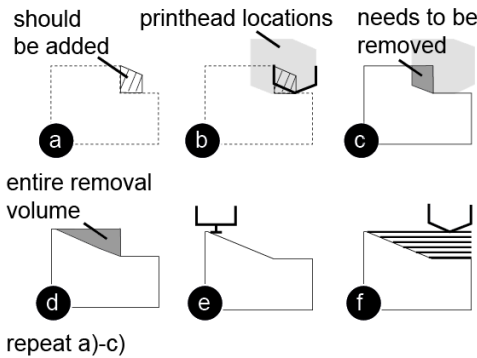 should
be added
printhead locations
needs to be
removed
a
b
c
entire removal
volume
d
e
f
repeat a)-c)